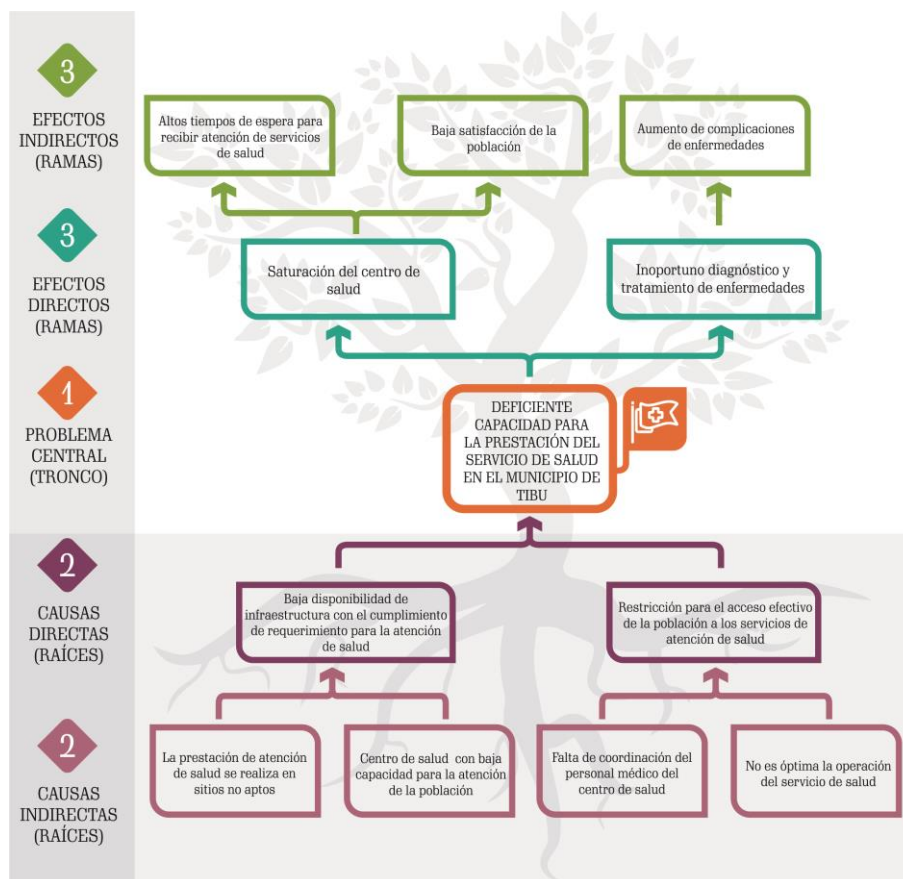 3
EFECTOS
INDIRECTOS
(RAMAS)
Altos tiempos de espera para
recibir atención de servicios
de salud
Baja satisfacción de la
población
Aumento de complicaciones
de enfermedades
3
EFECTOS
DIRECTOS
(RAMAS)
Saturación del centro de
salud
Inoportuno diagnóstico y
tratamiento de enfermedades
1
PROBLEMA
CENTRAL
(TRONCO)
DEFICIENTE
CAPACIDAD PARA
LA PRESTACIÓN DEL
SERVICIO DE SALUD
EN EL MUNICIPIO DE
TIBU
2
CAUSAS
DIRECTAS
(RAÍCES)
Baja disponibilidad de
infraestructura con el cumplimiento
de requerimiento para la atención
de salud
Restricción para el acceso efectivo
de la población a los servicios de
atención de salud
2
CAUSAS
INDIRECTAS
(RAÍCES)
La prestación de atención
de salud se realiza en
sitios no aptos
Centro de salud con baja
capacidad para la atención
de la población
Falta de coordinación del
personal médico del
centro de salud
No es óptima la operación
del servicio de salud